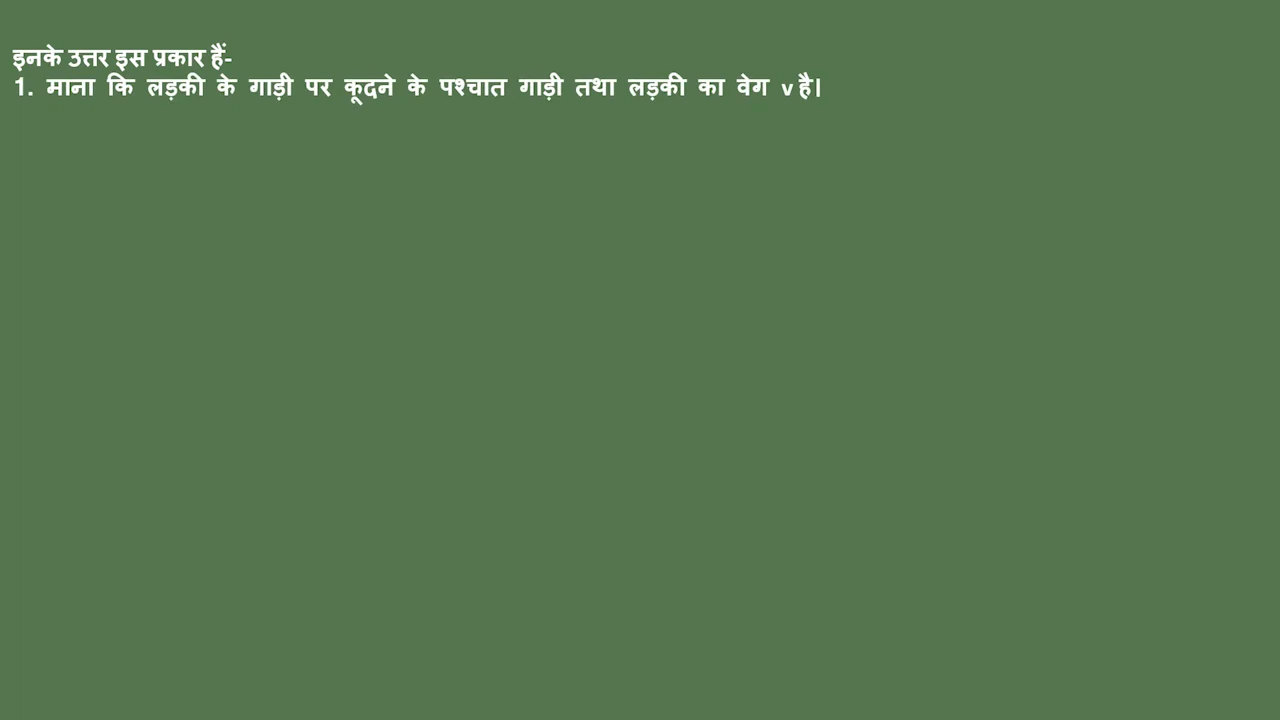 इनके उत्तर इस प्रकार हैं-
1. माना कि लड़की के गाड़ी पर कूदने के पश्चात गाड़ी तथा लड़की का वेग v है।